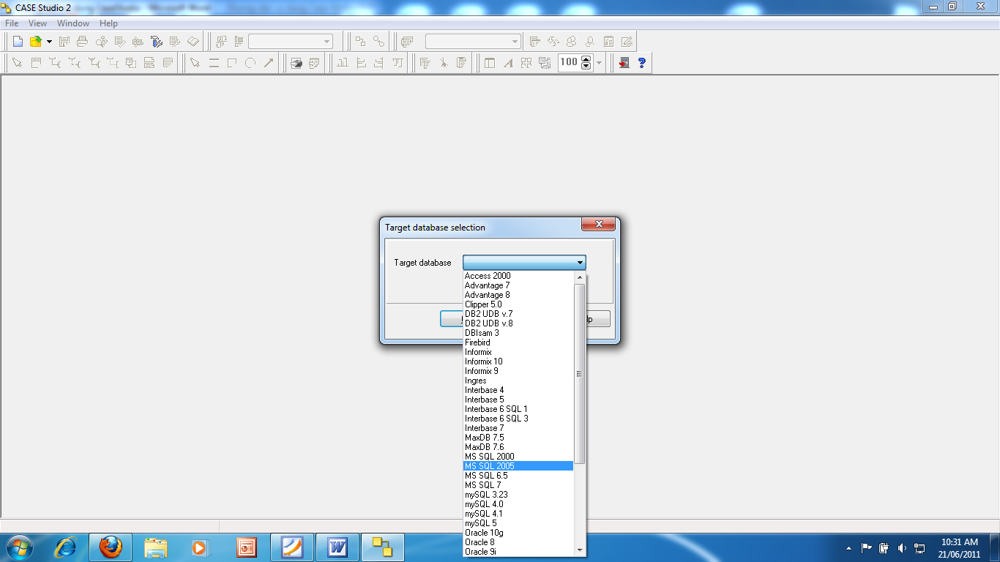 CASE Studio 2
File View Window Help
100
Target database selection
Target database
Access 2000
Advantage 7
Advantage 8
Clipper 5.0
DB2 UDB v.7
DB2 UDB v.8
DBIsam 3
Firebird
Informix
Informix 10
Informix 9
Ingres
Interbase 4
Interbase 5
Interbase 6 SQL 1
Interbase 6 SQL 3
Interbase 7
MaxDB 7.5
MaxDB 7.6
MS SQL 2000
MS SQL 2005
MS SQL 6.5
MS SQL 7
mySQL 3.23
mySQL 4.0
mySQL 4.1
mySQL 5
Oracle 10g
Oracle 8
Oracle 9i
10:31 AM
21/06/2011